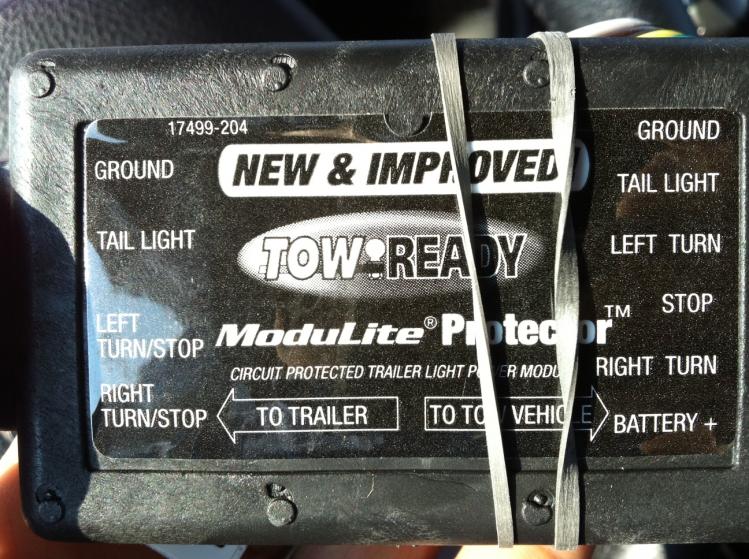 17499-204
GROUND
TAIL LIGHT
LEFT
TURN/STOP
RIGHT
TURN/STOP
NEW & IMPROVED!
TOW READY
MODULITE® Protector™
CIRCUIT PROTECTED TRAILER LIGHT POWER MODULE
TO TRAILER
TO TOW VEHICLE
GROUND
TAIL LIGHT
LEFT TURN
STOP
RIGHT TURN
BATTERY +